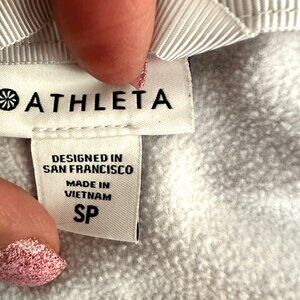 ATHLETA
DESIGNED IN
SAN FRANCISCO
MADE IN
VIETNAM
SP